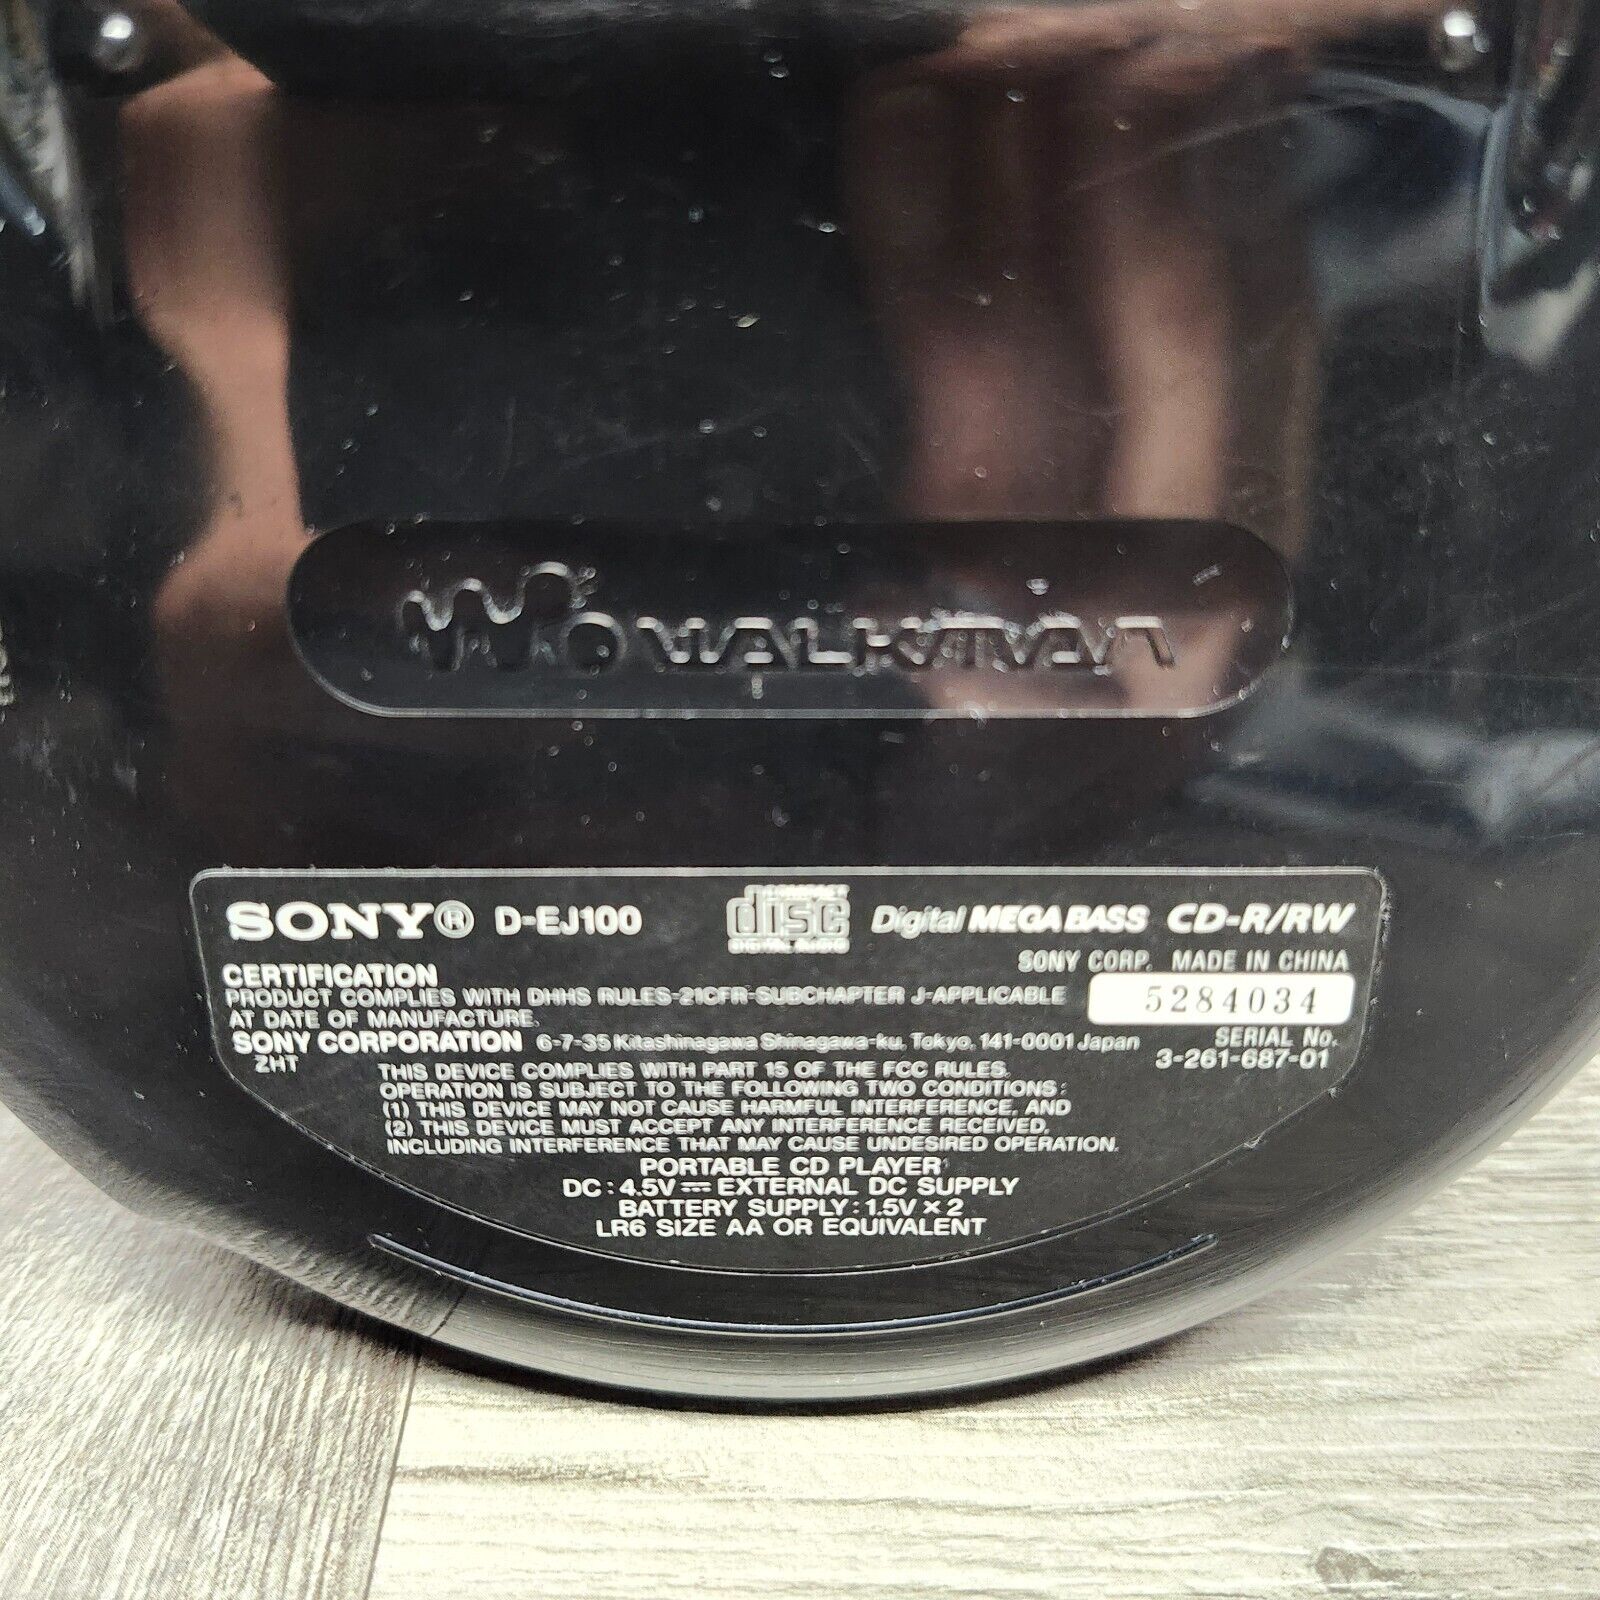 WALKMAN
SONY® D-EJ100 COMPACT disc DIGITAL AUDIO Digital MEGA BASS CD-R/RW
SONY CORP. MADE IN CHINA
CERTIFICATION
PRODUCT COMPLIES WITH DHHS RULES-21CFR-SUBCHAPTER J-APPLICABLE
AT DATE OF MANUFACTURE.
5284034
SERIAL No.
SONY CORPORATION 6-7-35 Kitashinagawa Shinagawa-ku, Tokyo, 141-0001 Japan
ZHT
3-261-687-01
THIS DEVICE COMPLIES WITH PART 15 OF THE FCC RULES.
OPERATION IS SUBJECT TO THE FOLLOWING TWO CONDITIONS:
(1) THIS DEVICE MAY NOT CAUSE HARMFUL INTERFERENCE, AND
(2) THIS DEVICE MUST ACCEPT ANY INTERFERENCE RECEIVED,
INCLUDING INTERFERENCE THAT MAY CAUSE UNDESIRED OPERATION.
PORTABLE CD PLAYER
DC : 4.5V ⎓ EXTERNAL DC SUPPLY
BATTERY SUPPLY : 1.5V × 2
LR6 SIZE AA OR EQUIVALENT